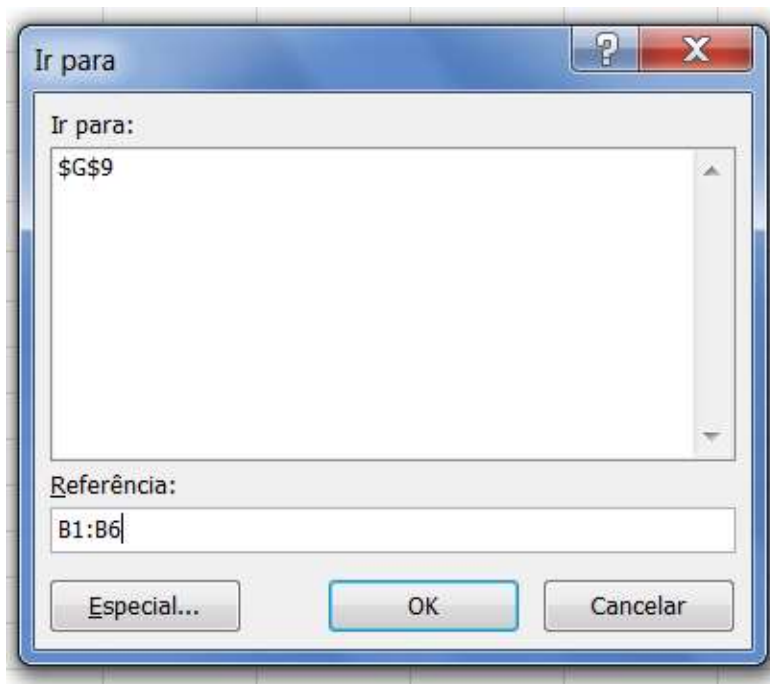 Ir para
Ir para:
$G$9
Referência:
B1:B6
Especial...
OK
Cancelar